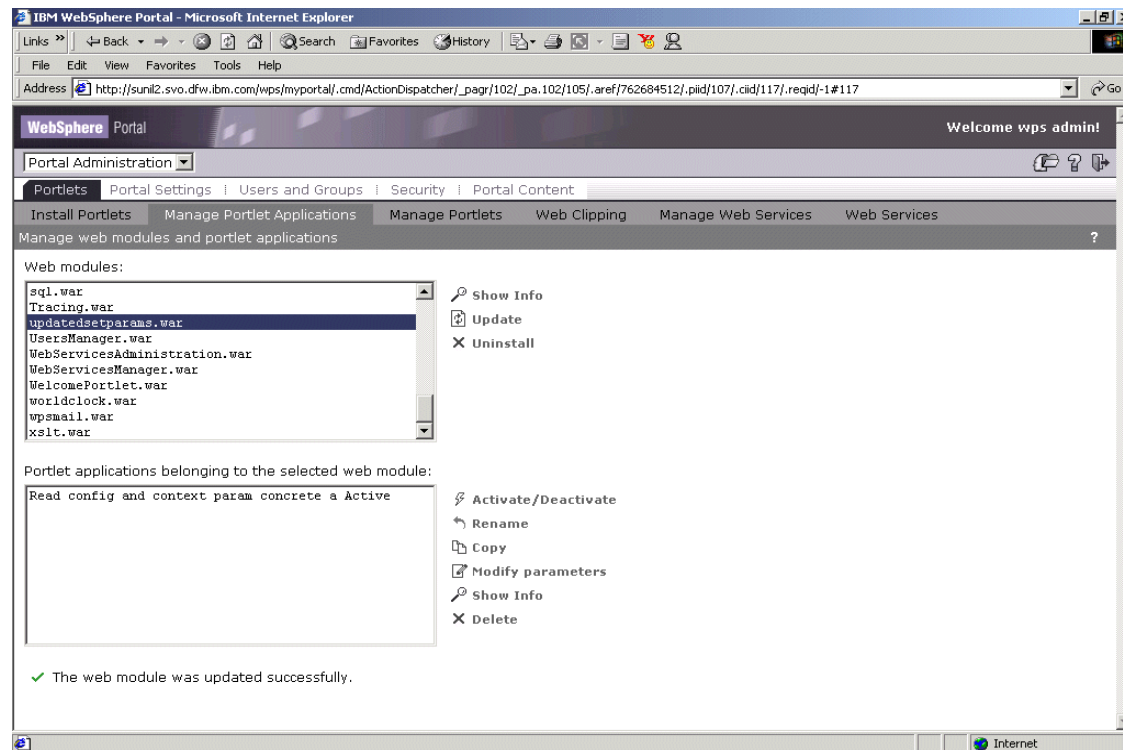 IBM WebSphere Portal - Microsoft Internet Explorer
Links » Back Search Favorites History
File Edit View Favorites Tools Help
Address http://sunil2.svo.dfw.ibm.com/wps/myportal/.cmd/ActionDispatcher/_pagr/102/_pa.102/105/.aref/762684512/.piid/107/.ciid/117/.reqid/-1#117 Go
WebSphere Portal Welcome wps admin!
Portal Administration
Portlets Portal Settings | Users and Groups | Security | Portal Content
Install Portlets Manage Portlet Applications Manage Portlets Web Clipping Manage Web Services Web Services
Manage web modules and portlet applications ?
Web modules:
sql.war
Tracing.war
updatedsetparams.war
UsersManager.war
WebServicesAdministration.war
WebServicesManager.war
WelcomePortlet.war
worldclock.war
wpsmail.war
xslt.war
Show Info
Update
Uninstall
Portlet applications belonging to the selected web module:
Read config and context param concrete a Active
Activate/Deactivate
Rename
Copy
Modify parameters
Show Info
Delete
The web module was updated successfully.
Internet